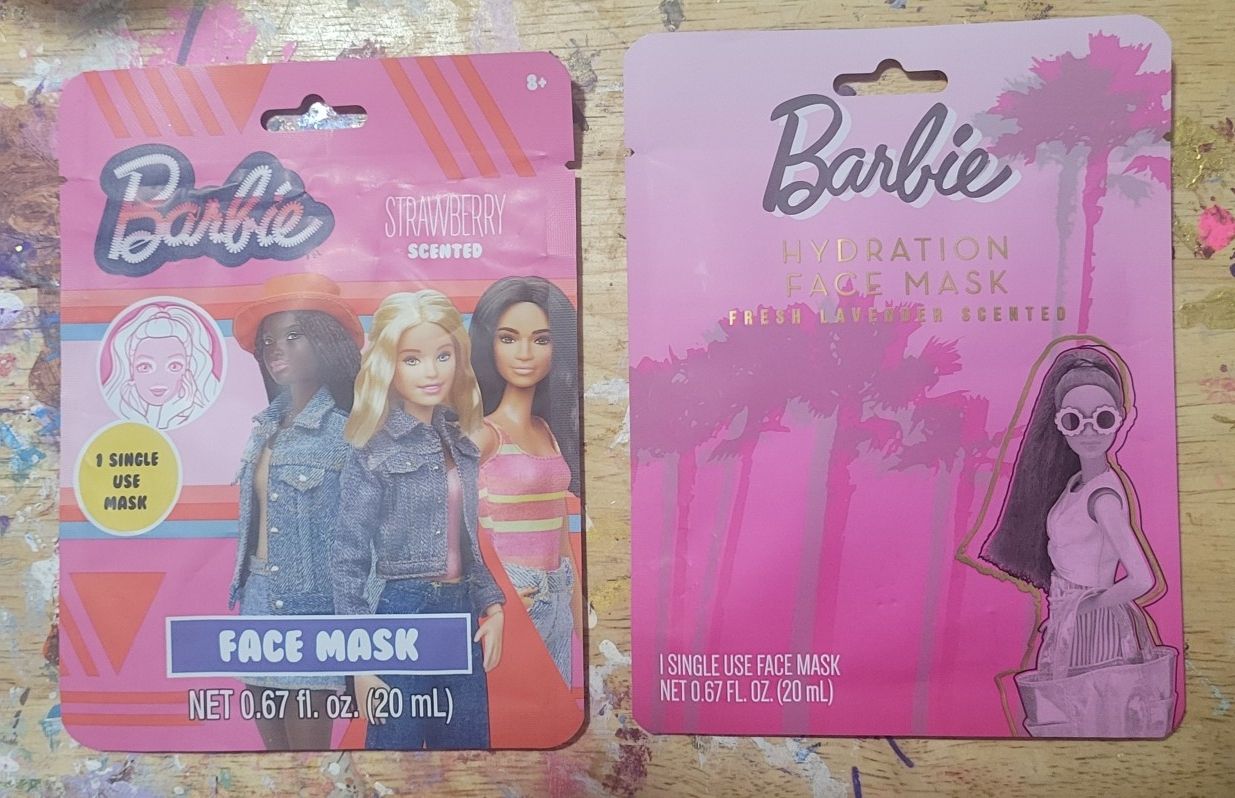 8+
Barbie
STRAWBERRY
SCENTED
1 SINGLE
USE
MASK
FACE MASK
NET 0.67 fl. oz. (20 mL)
Barbie
HYDRATION
FACE MASK
FRESH LAVENDER SCENTED
1 SINGLE USE FACE MASK
NET 0.67 FL. OZ. (20 mL)